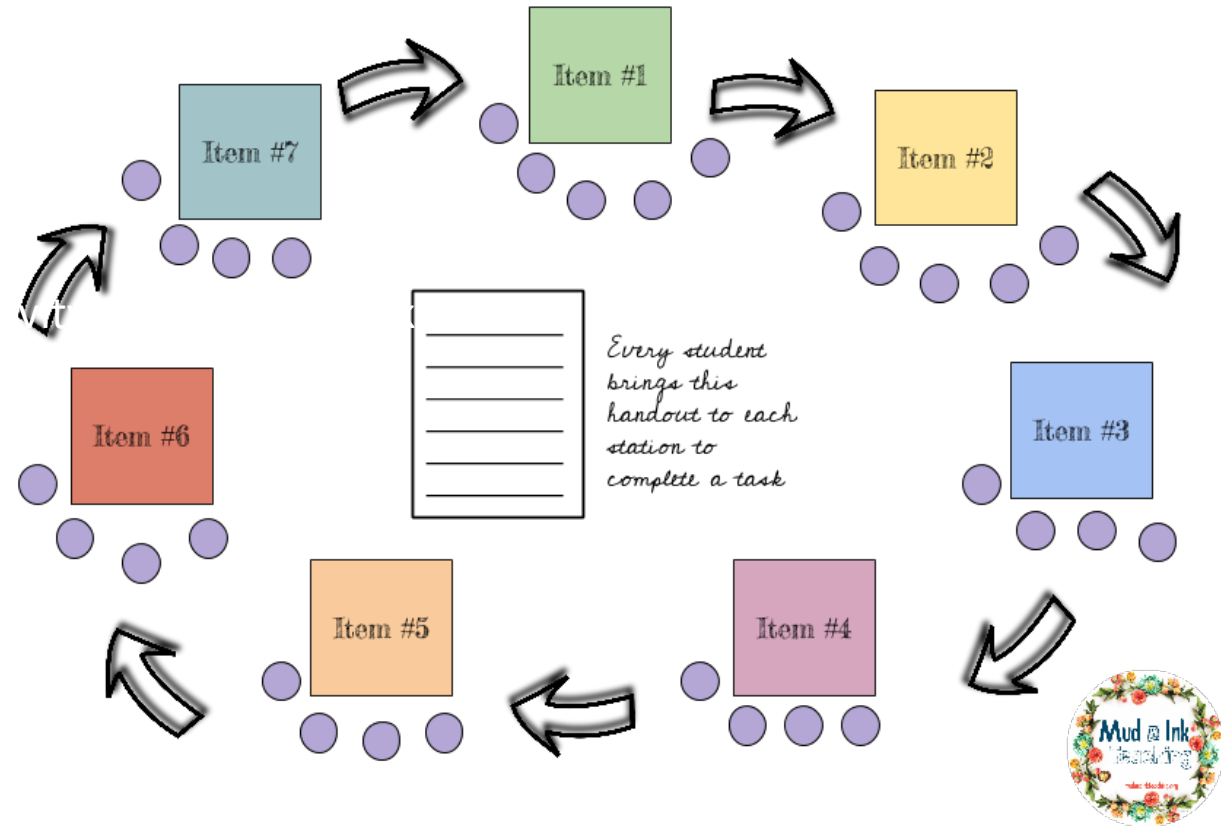 Item #1
Item #7
Item #2
Every student
brings this
handout to each
station to
complete a task
Item #6
Item #3
Item #5
Item #4
Mud & Ink
teaching